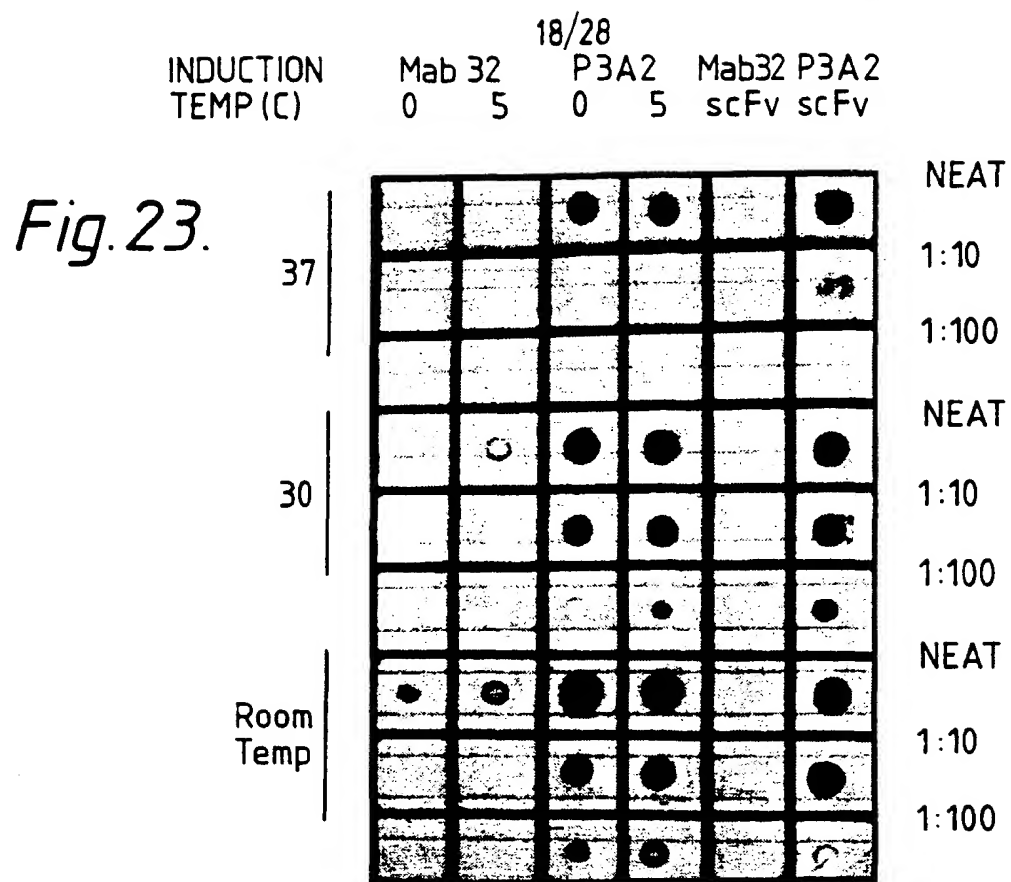 18/28
INDUCTION Mab 32 P3A2 Mab32 P3A2
TEMP (C) 0 5 0 5 scFv scFv
Fig. 23.
NEAT
37
1:10
1:100
NEAT
30
1:10
1:100
NEAT
Room
Temp
1:10
1:100